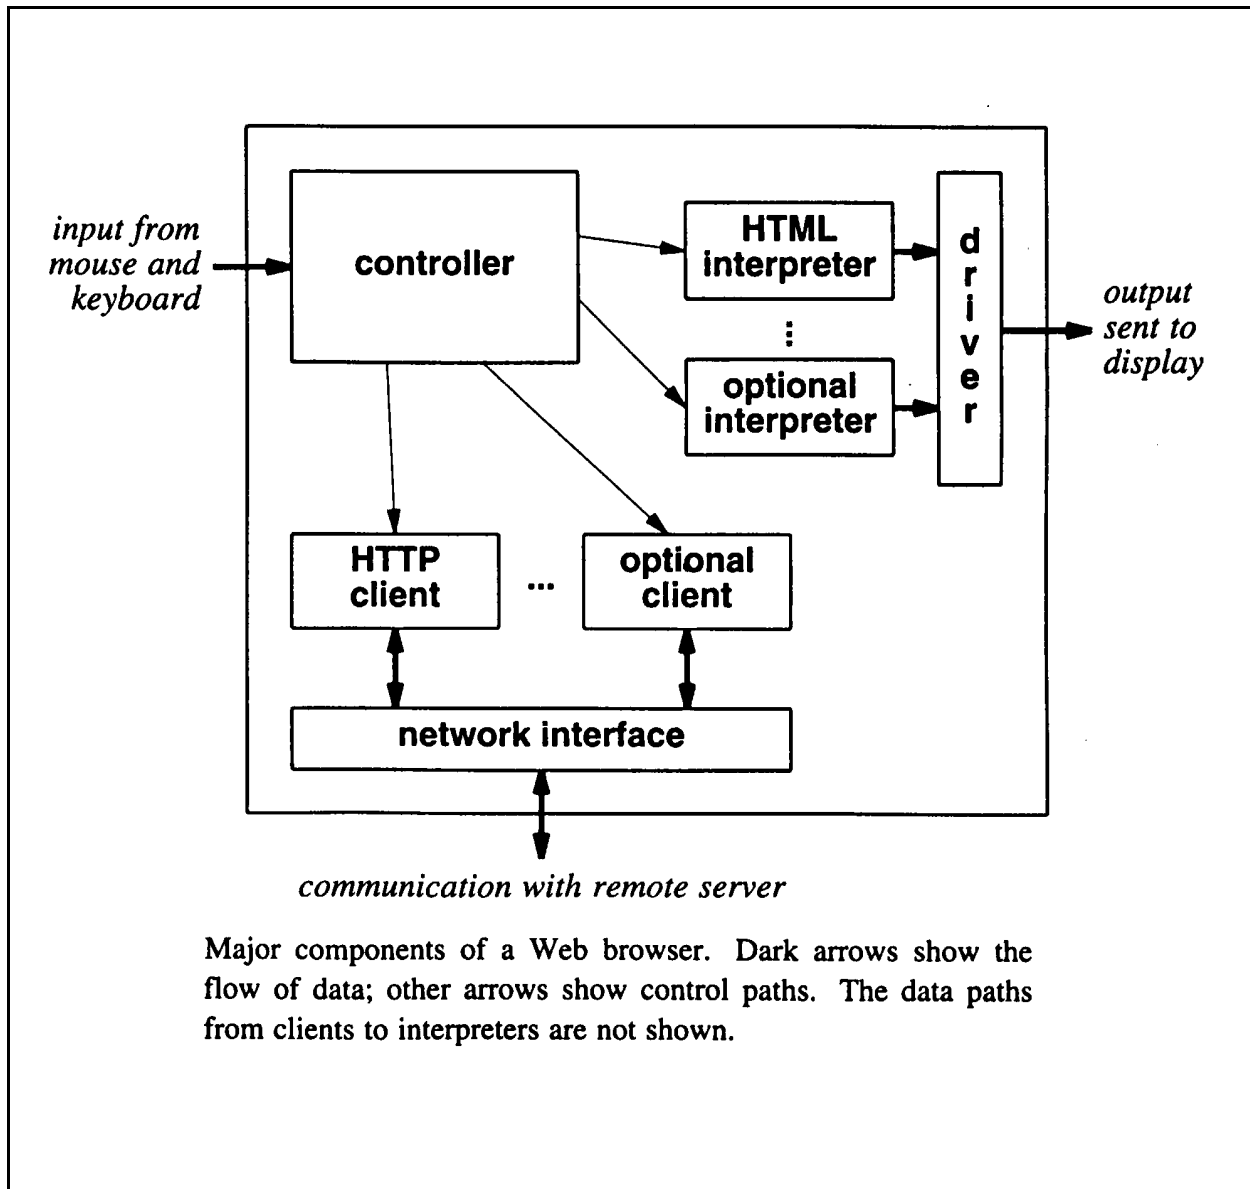 input from
mouse and
keyboard
controller
HTML
interpreter
⋮
optional
interpreter
driver
output
sent to
display
HTTP
client
...
optional
client
network interface
communication with remote server
Major components of a Web browser. Dark arrows show the
flow of data; other arrows show control paths. The data paths
from clients to interpreters are not shown.